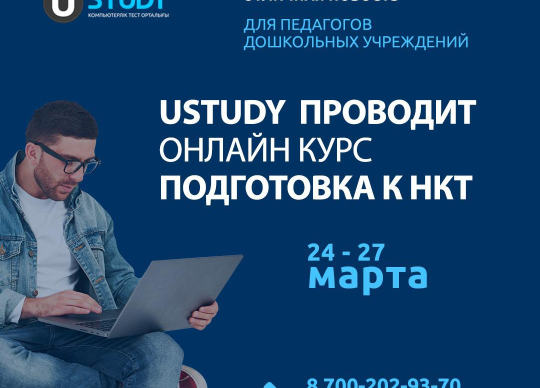 U STUDY
КОМПЬЮТЕРЛІК ТЕСТ ОРТАЛЫҒЫ
ДЛЯ ПЕДАГОГОВ
ДОШКОЛЬНЫХ УЧРЕЖДЕНИЙ
USTUDY ПРОВОДИТ
ОНЛАЙН КУРС
ПОДГОТОВКА К НКТ
24 - 27
марта
8 700-202-93-70